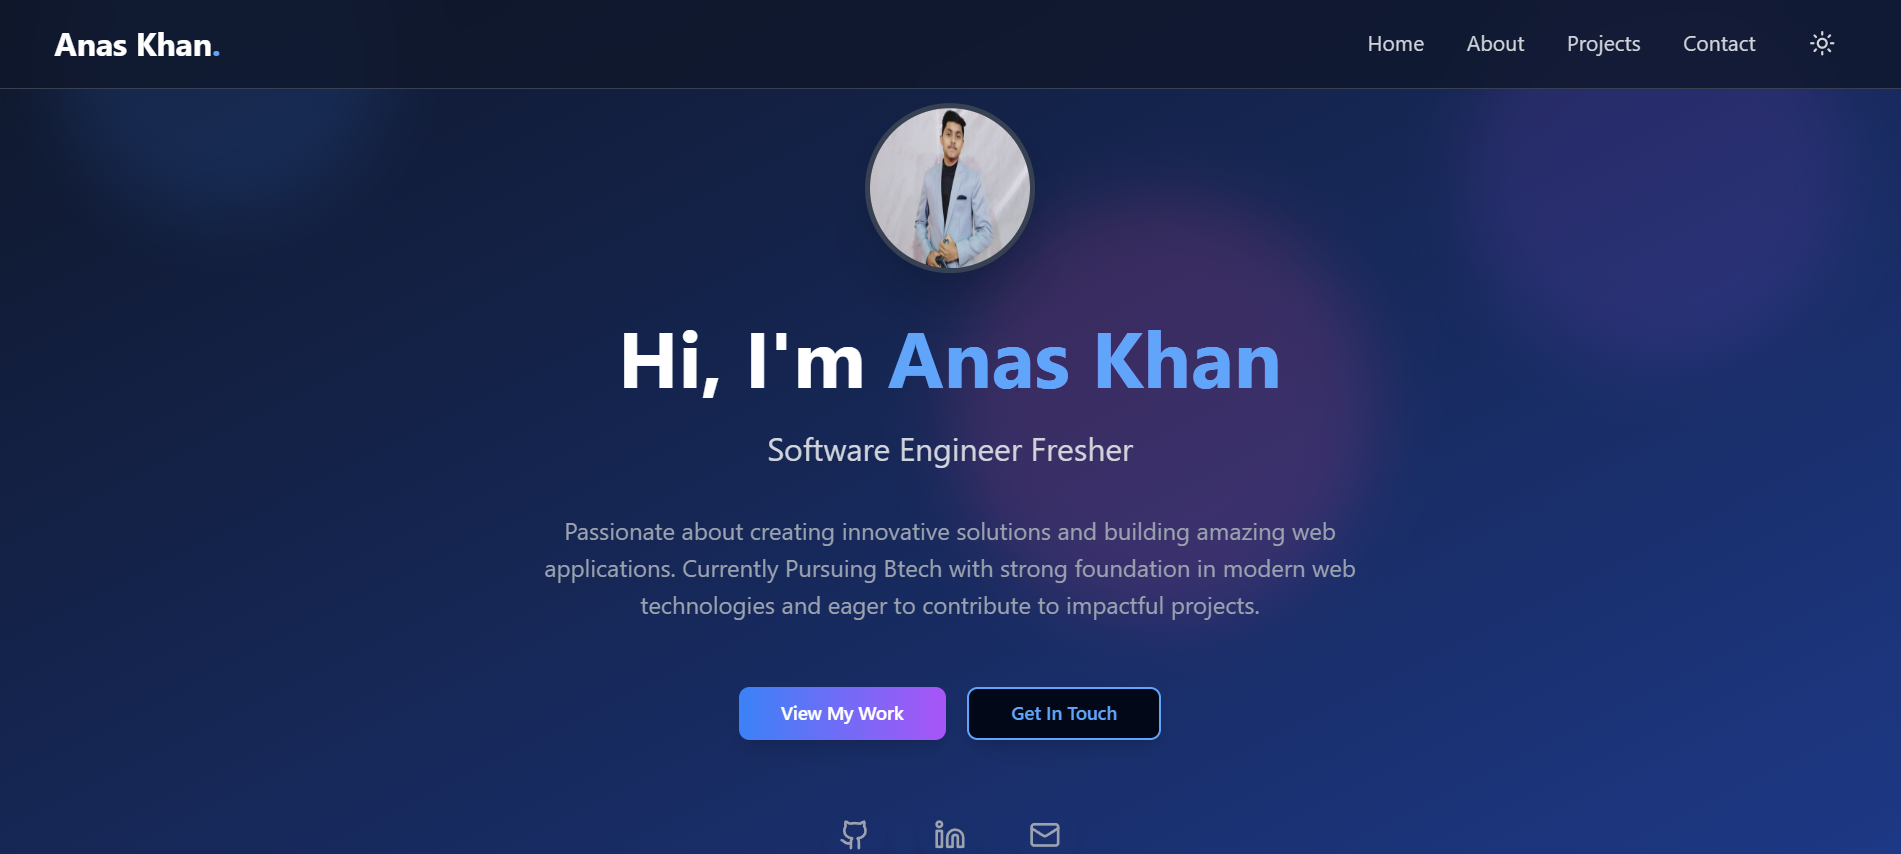 Anas Khan.
Home
About
Projects
Contact
Hi, I'm Anas Khan
Software Engineer Fresher
Passionate about creating innovative solutions and building amazing web
applications. Currently Pursuing Btech with strong foundation in modern web
technologies and eager to contribute to impactful projects.
View My Work
Get In Touch
in